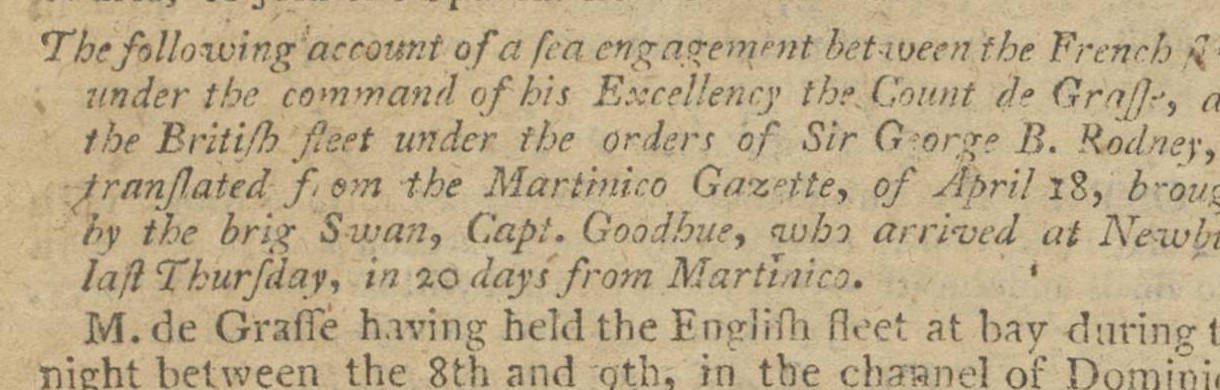 The following account of a ſea engagement between the French
under the command of his Excellency the Count de Graſſe, a
the Britiſh fleet under the orders of Sir George B. Rodney,
tranſlated from the Martinico Gazette, of April 18, broug
by the brig Swan, Capt. Goodhue, who arrived at Newbu
laſt Thurſday, in 20 days from Martinico.
M. de Graſſe having held the Engliſh fleet at bay during t
night between the 8th and 9th, in the channel of Dominic